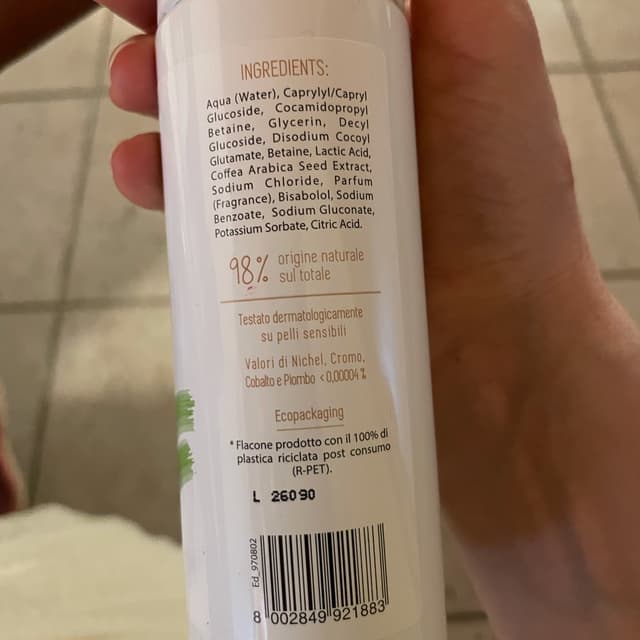 INGREDIENTS:
Aqua (Water), Caprylyl/Capryl
Glucoside, Cocamidopropyl
Betaine, Glycerin, Decyl
Glucoside, Disodium Cocoyl
Glutamate, Betaine, Lactic Acid,
Coffea Arabica Seed Extract,
Sodium Chloride, Parfum
(Fragrance), Bisabolol, Sodium
Benzoate, Sodium Gluconate,
Potassium Sorbate, Citric Acid.
98% origine naturale
sul totale
Testato dermatologicamente
su pelli sensibili
Valori di Nichel, Cromo,
Cobalto e Piombo <0,00004%
Ecopackaging
* Flacone prodotto con il 100% di
plastica riciclata post consumo
(R-PET).
L 26090
Ed_970802
8 002849 921883